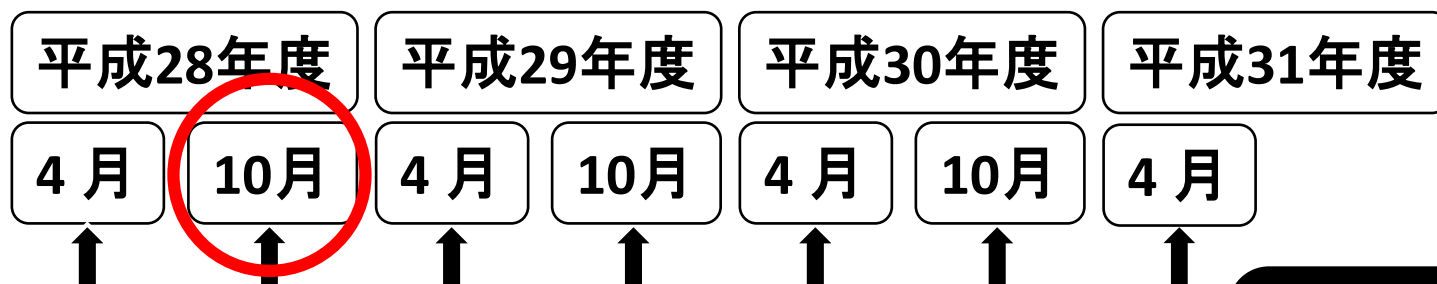 平成28年度 平成29年度 平成30年度 平成31年度
4 月 10月 4 月 10月 4 月 10月 4 月